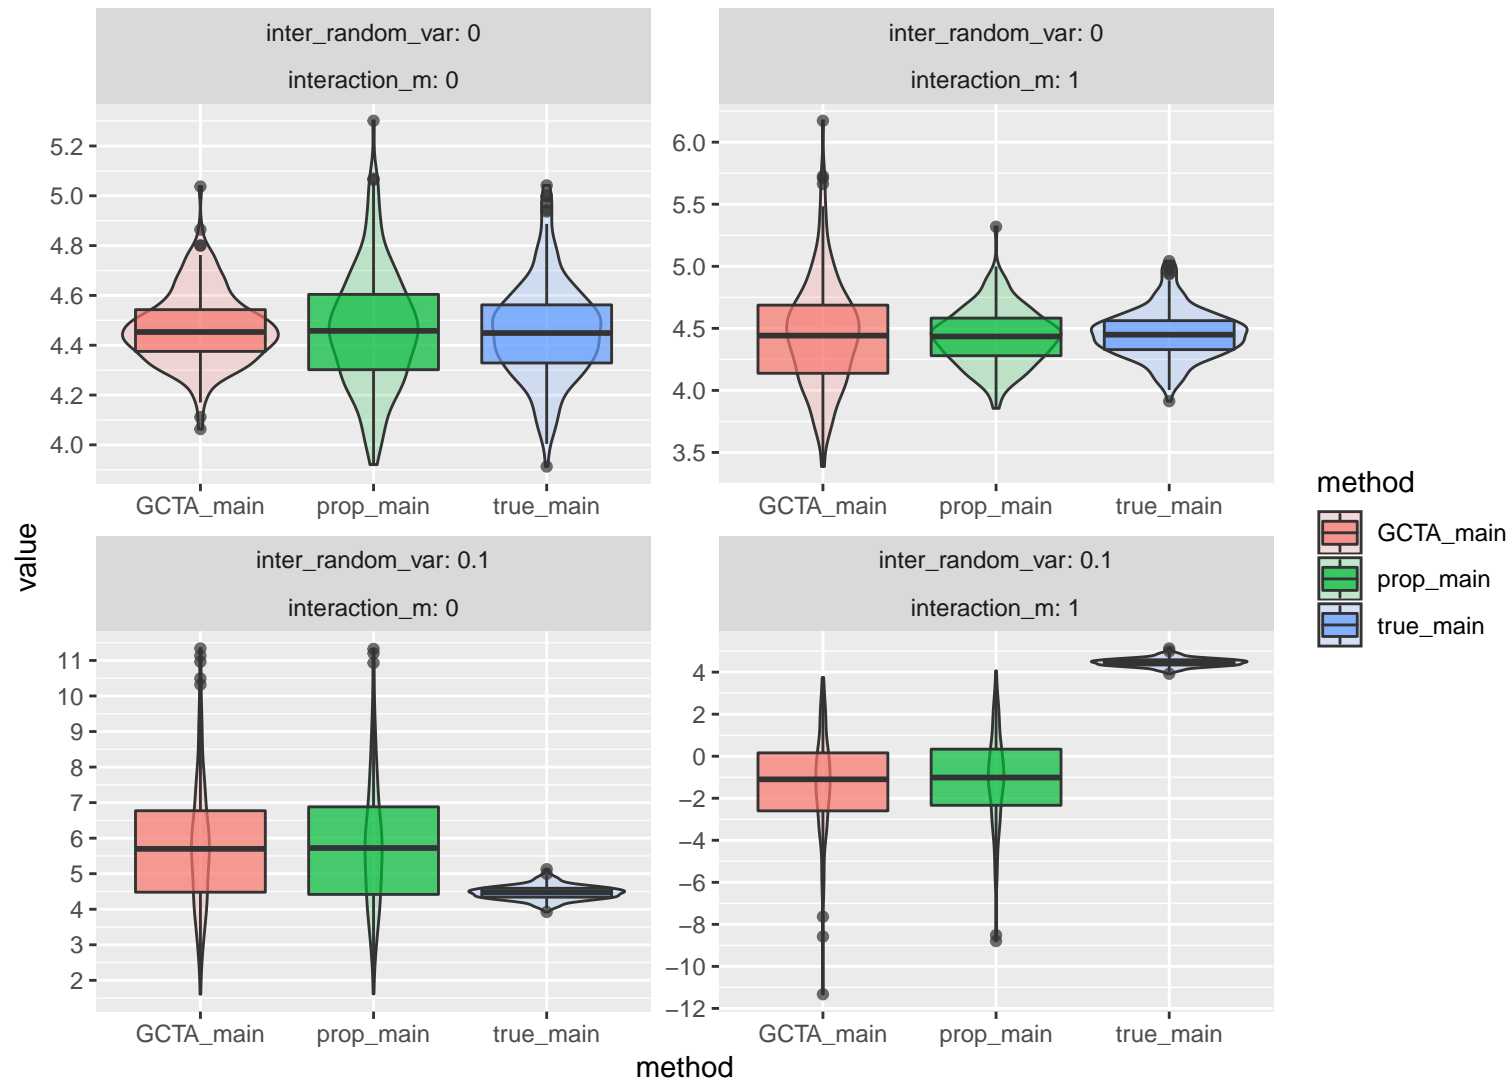 inter_random_var: 0
interaction_m: 0
inter_random_var: 0
interaction_m: 1
5.2
5.0
4.8
4.6
4.4
4.2
4.0
GCTA_main prop_main true_main
6.0
5.5
5.0
4.5
4.0
3.5
GCTA_main prop_main true_main
inter_random_var: 0.1
interaction_m: 0
inter_random_var: 0.1
interaction_m: 1
11
10
9
8
7
6
5
4
3
2
GCTA_main prop_main true_main
4
2
0
−2
−4
−6
−8
−10
−12
GCTA_main prop_main true_main
value
method
method
GCTA_main
prop_main
true_main